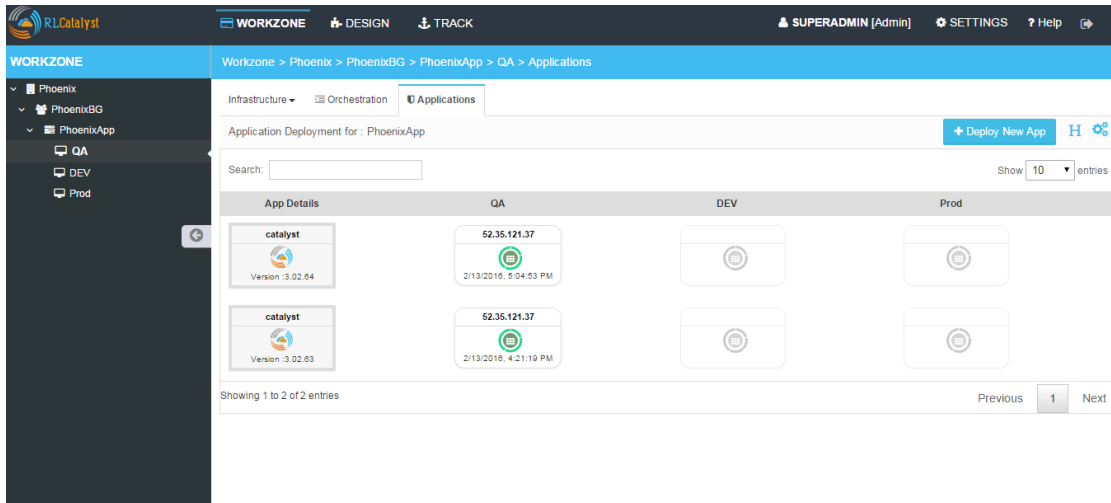 RLCatalyst
WORKZONE DESIGN TRACK SUPERADMIN [Admin] SETTINGS ? Help
WORKZONE
Workzone > Phoenix > PhoenixBG > PhoenixApp > QA > Applications
Phoenix
PhoenixBG
PhoenixApp
QA
DEV
Prod
Infrastructure Orchestration Applications
Application Deployment for : PhoenixApp + Deploy New App H
Search: Show 10 entries
App Details QA DEV Prod
catalyst 52.35.121.37
Version :3.02.64 2/13/2016, 5:04:53 PM
catalyst 52.35.121.37
Version :3.02.63 2/13/2016, 4:21:19 PM
Showing 1 to 2 of 2 entries Previous 1 Next